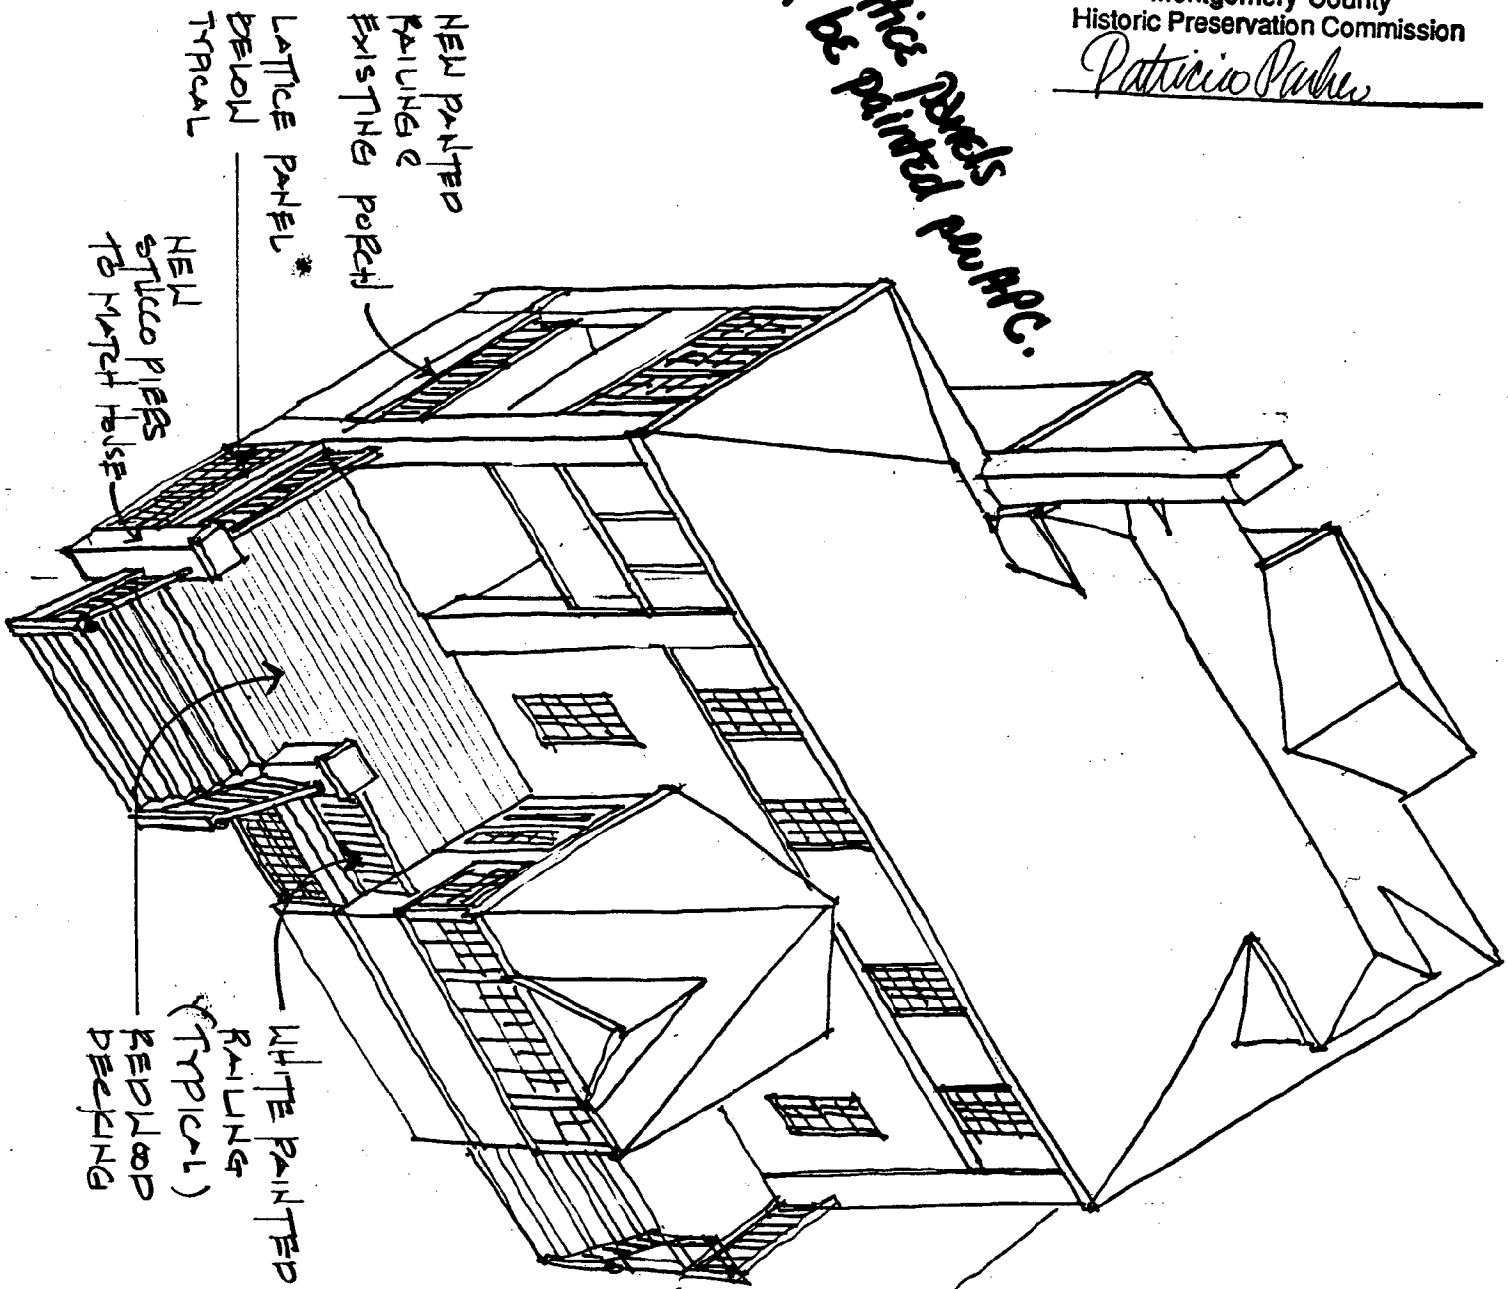 Montgomery County
Historic Preservation Commission
Patricia Parker
panels
be painted per HPC.
NEW PAINTED
RAILING @
EXISTING PORCH
LATTICE PANEL *
BELOW
TYPICAL
NEW
STUCCO PIERS
TO MATCH HOUSE
WHITE PAINTED
RAILING
(TYPICAL)
REDWOOD
DECKING